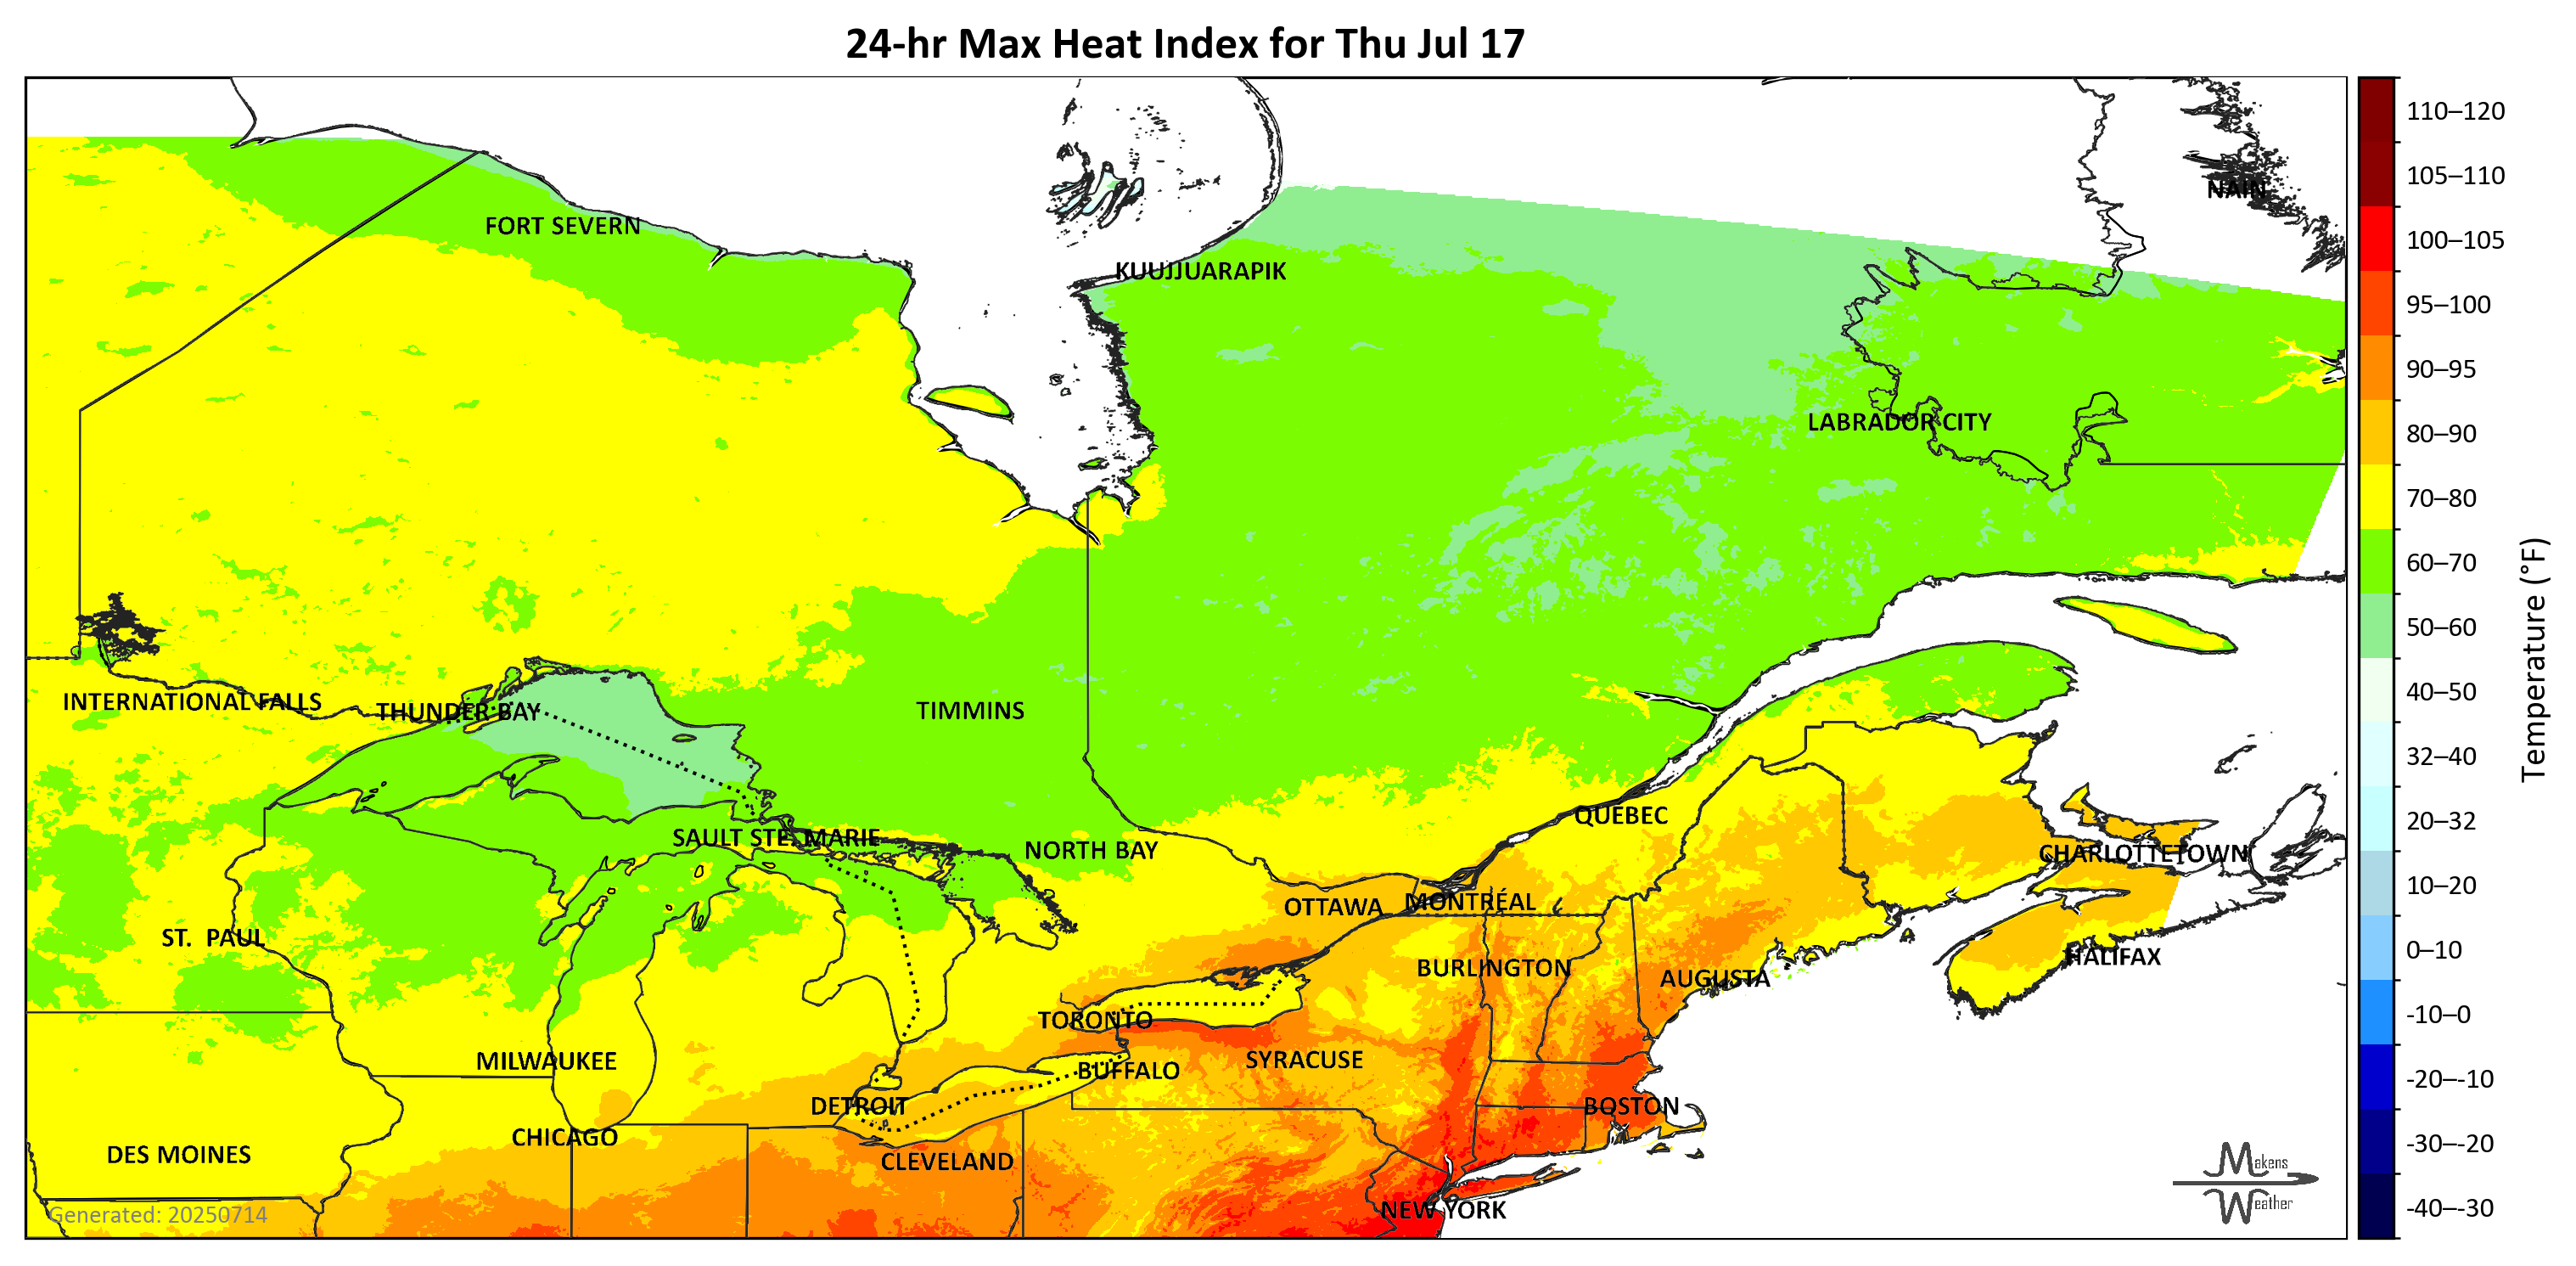 24-hr Max Heat Index for Thu Jul 17
110–120
105–110
NAIN
FORT SEVERN
100–105
KUUJJUARAPIK
95–100
90–95
LABRADOR CITY
80–90
70–80
60–70
Temperature (°F)
50–60
40–50
INTERNATIONAL FALLS
THUNDER BAY
TIMMINS
32–40
QUEBEC
20–32
SAULT STE. MARIE
NORTH BAY
CHARLOTTETOWN
10–20
OTTAWA
MONTRÉAL
ST. PAUL
0–10
HALIFAX
BURLINGTON
AUGUSTA
-10–0
TORONTO
MILWAUKEE
SYRACUSE
BUFFALO
-20–-10
DETROIT
BOSTON
CHICAGO
-30–-20
DES MOINES
CLEVELAND
Makens
Weather
NEW YORK
-40–-30
Generated: 20250714